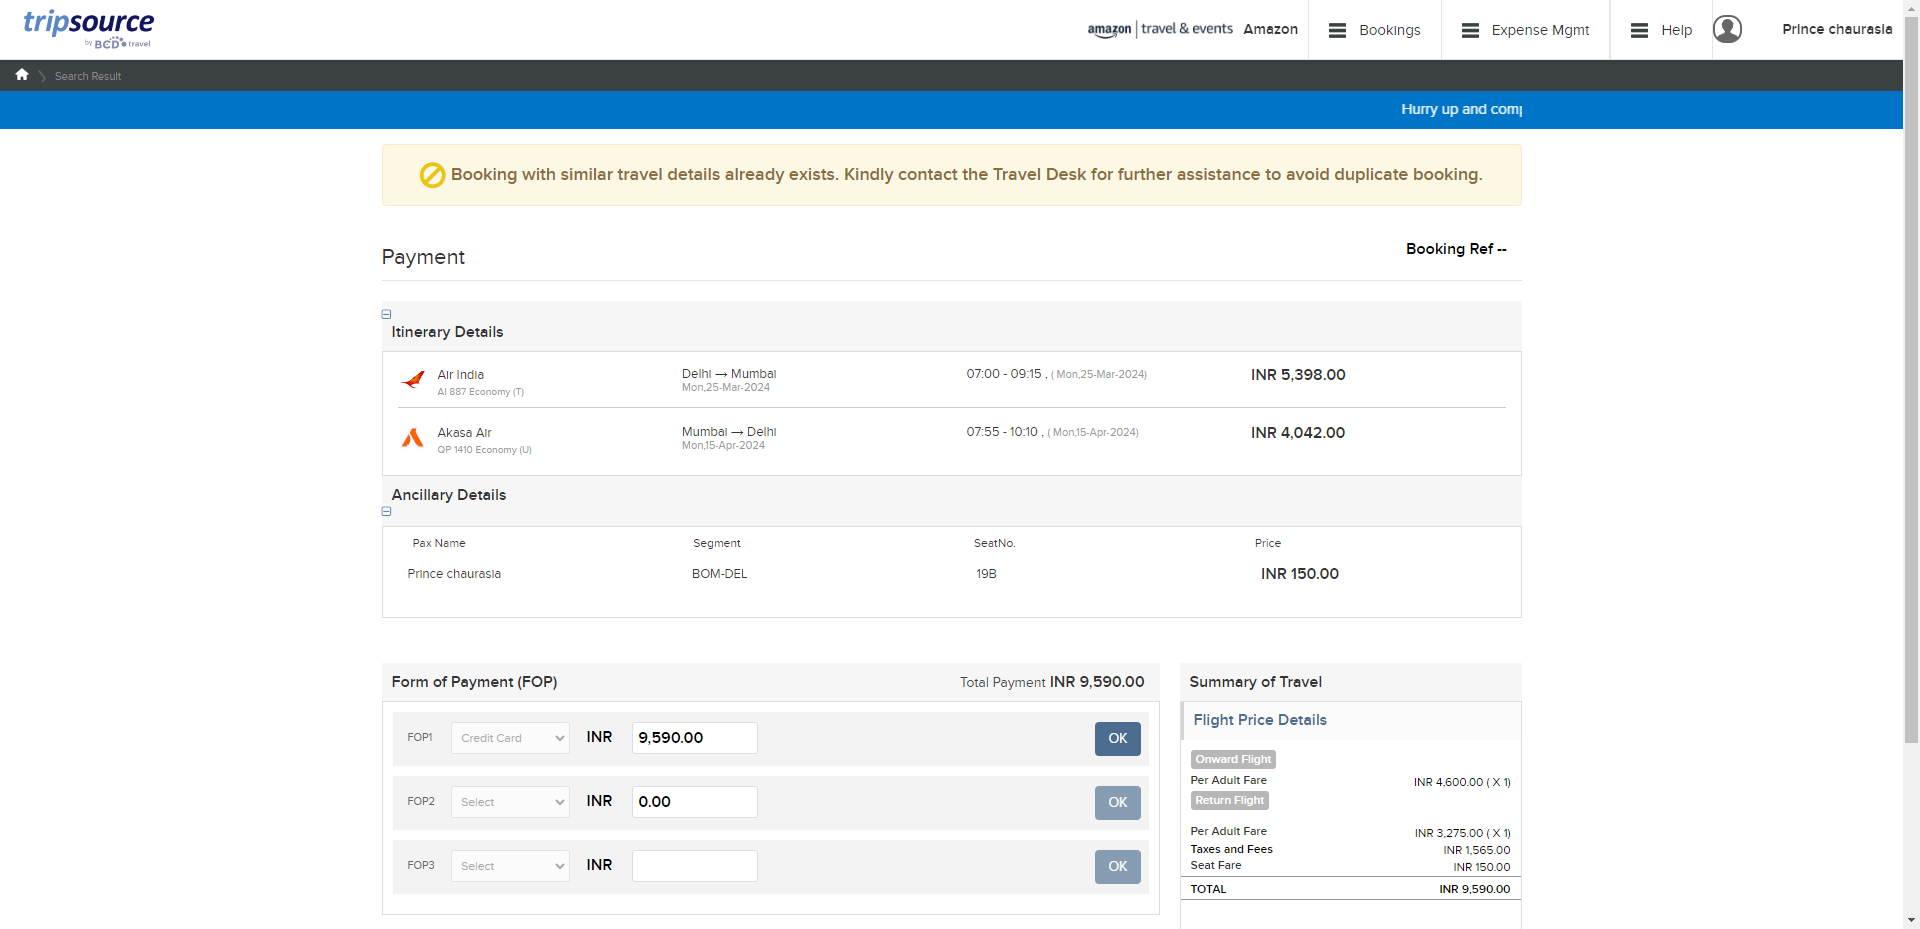 tripsource
by BCD travel
amazon | travel & events Amazon
Bookings
Expense Mgmt
Help
Prince chaurasia
Search Result
Hurry up and comp
Booking with similar travel details already exists. Kindly contact the Travel Desk for further assistance to avoid duplicate booking.
Payment
Booking Ref --
Itinerary Details
Air India Delhi → Mumbai 07:00 - 09:15 , ( Mon,25-Mar-2024) INR 5,398.00
AI 887 Economy (T) Mon,25-Mar-2024
Akasa Air Mumbai → Delhi 07:55 - 10:10 , ( Mon,15-Apr-2024) INR 4,042.00
QP 1410 Economy (U) Mon,15-Apr-2024
Ancillary Details
Pax Name Segment SeatNo. Price
Prince chaurasia BOM-DEL 19B INR 150.00
Form of Payment (FOP) Total Payment INR 9,590.00
FOP1 Credit Card INR 9,590.00 OK
FOP2 Select INR 0.00 OK
FOP3 Select INR OK
Summary of Travel
Flight Price Details
Onward Flight
Per Adult Fare INR 4,600.00 ( X 1)
Return Flight
Per Adult Fare INR 3,275.00 ( X 1)
Taxes and Fees INR 1,565.00
Seat Fare INR 150.00
TOTAL INR 9,590.00